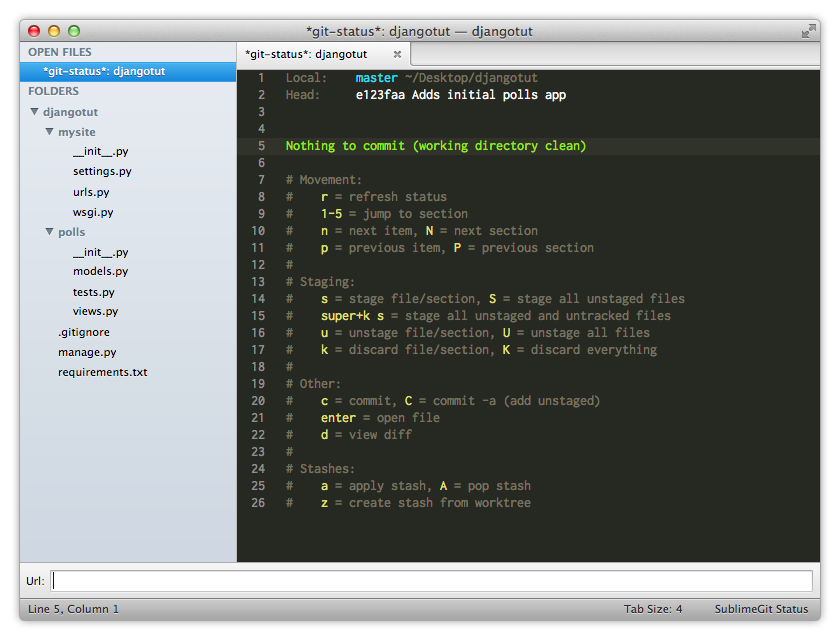 *git-status*: djangotut — djangotut
OPEN FILES
*git-status*: djangotut
FOLDERS
djangotut
mysite
__init__.py
settings.py
urls.py
wsgi.py
polls
__init__.py
models.py
tests.py
views.py
.gitignore
manage.py
requirements.txt
*git-status*: djangotut ×
1 Local: master ~/Desktop/djangotut
2 Head: e123faa Adds initial polls app
3
4
5 Nothing to commit (working directory clean)
6
7 # Movement:
8 # r = refresh status
9 # 1-5 = jump to section
10 # n = next item, N = next section
11 # p = previous item, P = previous section
12 #
13 # Staging:
14 # s = stage file/section, S = stage all unstaged files
15 # super+k s = stage all unstaged and untracked files
16 # u = unstage file/section, U = unstage all files
17 # k = discard file/section, K = discard everything
18 #
19 # Other:
20 # c = commit, C = commit -a (add unstaged)
21 # enter = open file
22 # d = view diff
23 #
24 # Stashes:
25 # a = apply stash, A = pop stash
26 # z = create stash from worktree
Url:
Line 5, Column 1 Tab Size: 4 SublimeGit Status